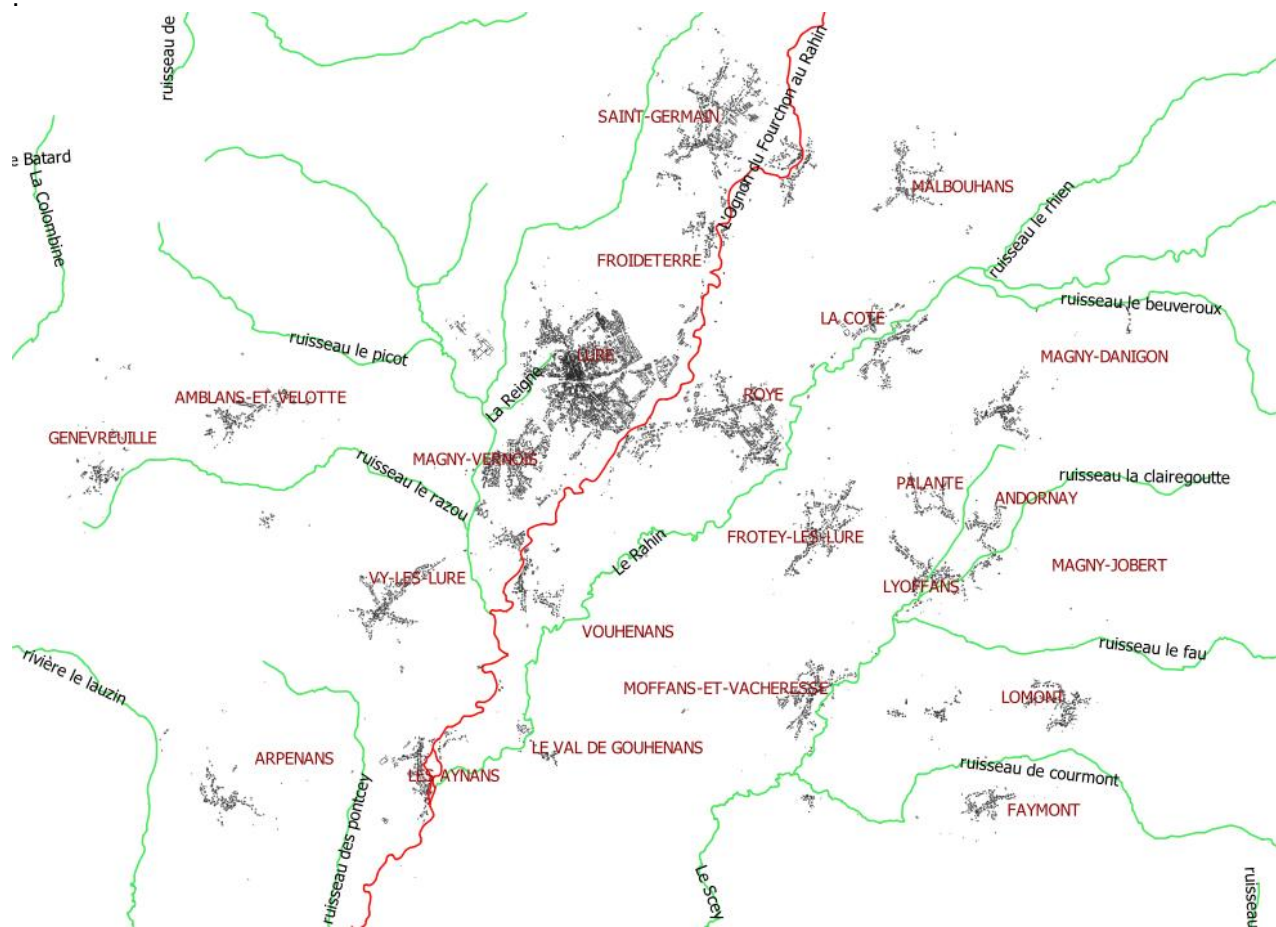 .
ruisseau de
SAINT-GERMAIN
L'Ognon du Fourchon au Rahin
e Batard
La Colombine
MALBOUHANS
ruisseau le rhien
FROIDETERRE
ruisseau le beuveroux
LA COTE
ruisseau le picot
LURE
MAGNY-DANIGON
La Reigne
AMBLANS-ET-VELOTTE
ROYE
GENEVREUILLE
MAGNY-VERNOIS
ruisseau le razou
PALANTE
ANDORNAY
ruisseau la clairegoutte
FROTEY-LES-LURE
Le Rahin
MAGNY-JOBERT
VY-LES-LURE
LYOFFANS
VOUHENANS
ruisseau le fau
rivière le lauzin
MOFFANS-ET-VACHERESSE
LOMONT
ARPENANS
LE VAL DE GOUHENANS
LES AYNANS
ruisseau de courmont
FAYMONT
ruisseau des pontcey
Le Scey
ruisseau